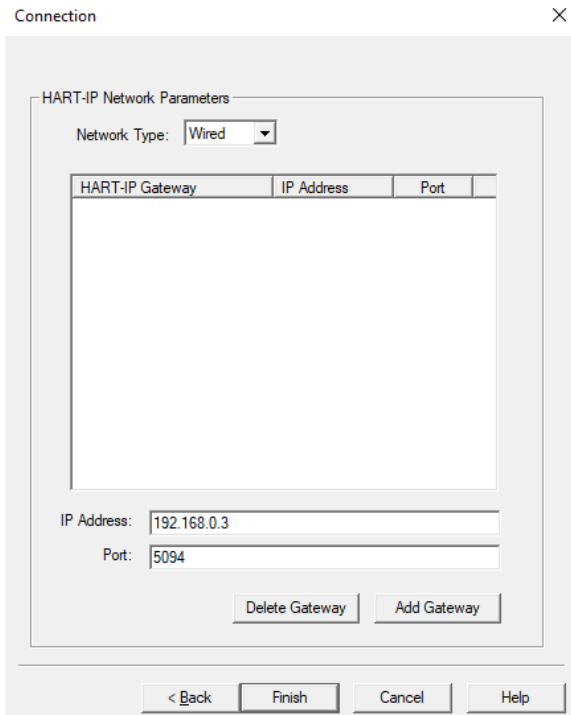 Connection
HART-IP Network Parameters
Network Type: Wired
HART-IP Gateway IP Address Port
IP Address: 192.168.0.3
Port: 5094
Delete Gateway Add Gateway
< Back Finish Cancel Help